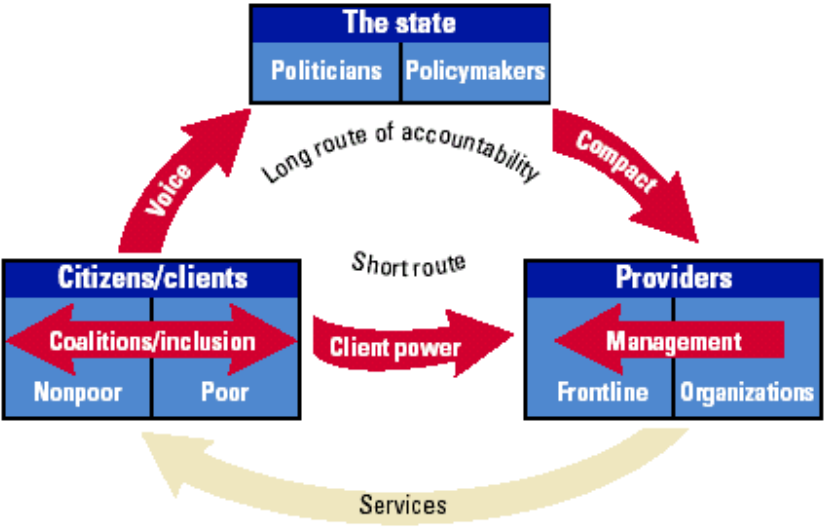 The state
Politicians Policymakers
Long route of accountability
Voice
Compact
Short route
Citizens/clients
Coalitions/inclusion
Nonpoor Poor
Client power
Providers
Management
Frontline Organizations
Services